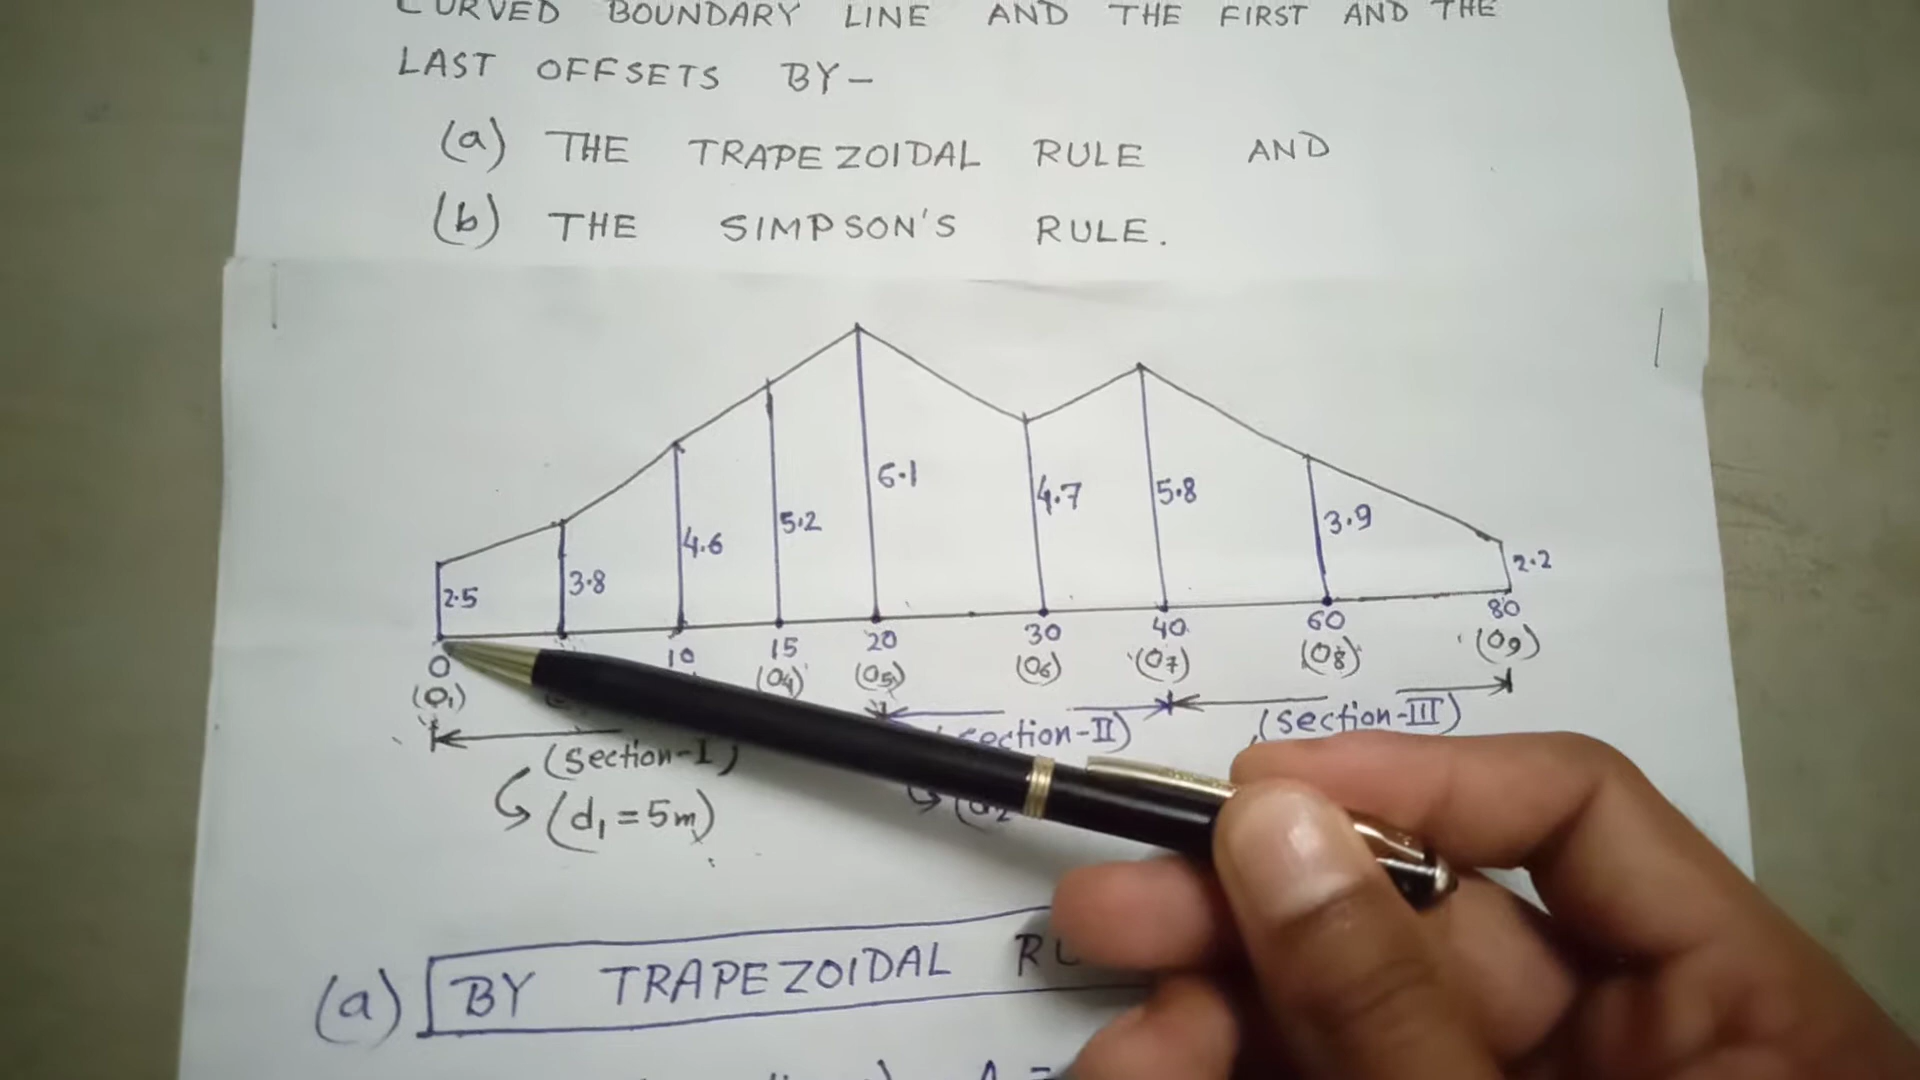 CURVED BOUNDARY LINE AND THE FIRST AND THE
LAST OFFSETS BY-
(a) THE TRAPEZOIDAL RULE AND
(b) THE SIMPSON'S RULE.
2.5 3.8 4.6 5.2 6.1 4.7 5.8 3.9 2.2
0 10 15 20 30 40 60 80
(O1) (O4) (O5) (O6) (O7) (O8) (O9)
(Section-I) (section-II) (Section-III)
(d1 = 5m)
(a) BY TRAPEZOIDAL